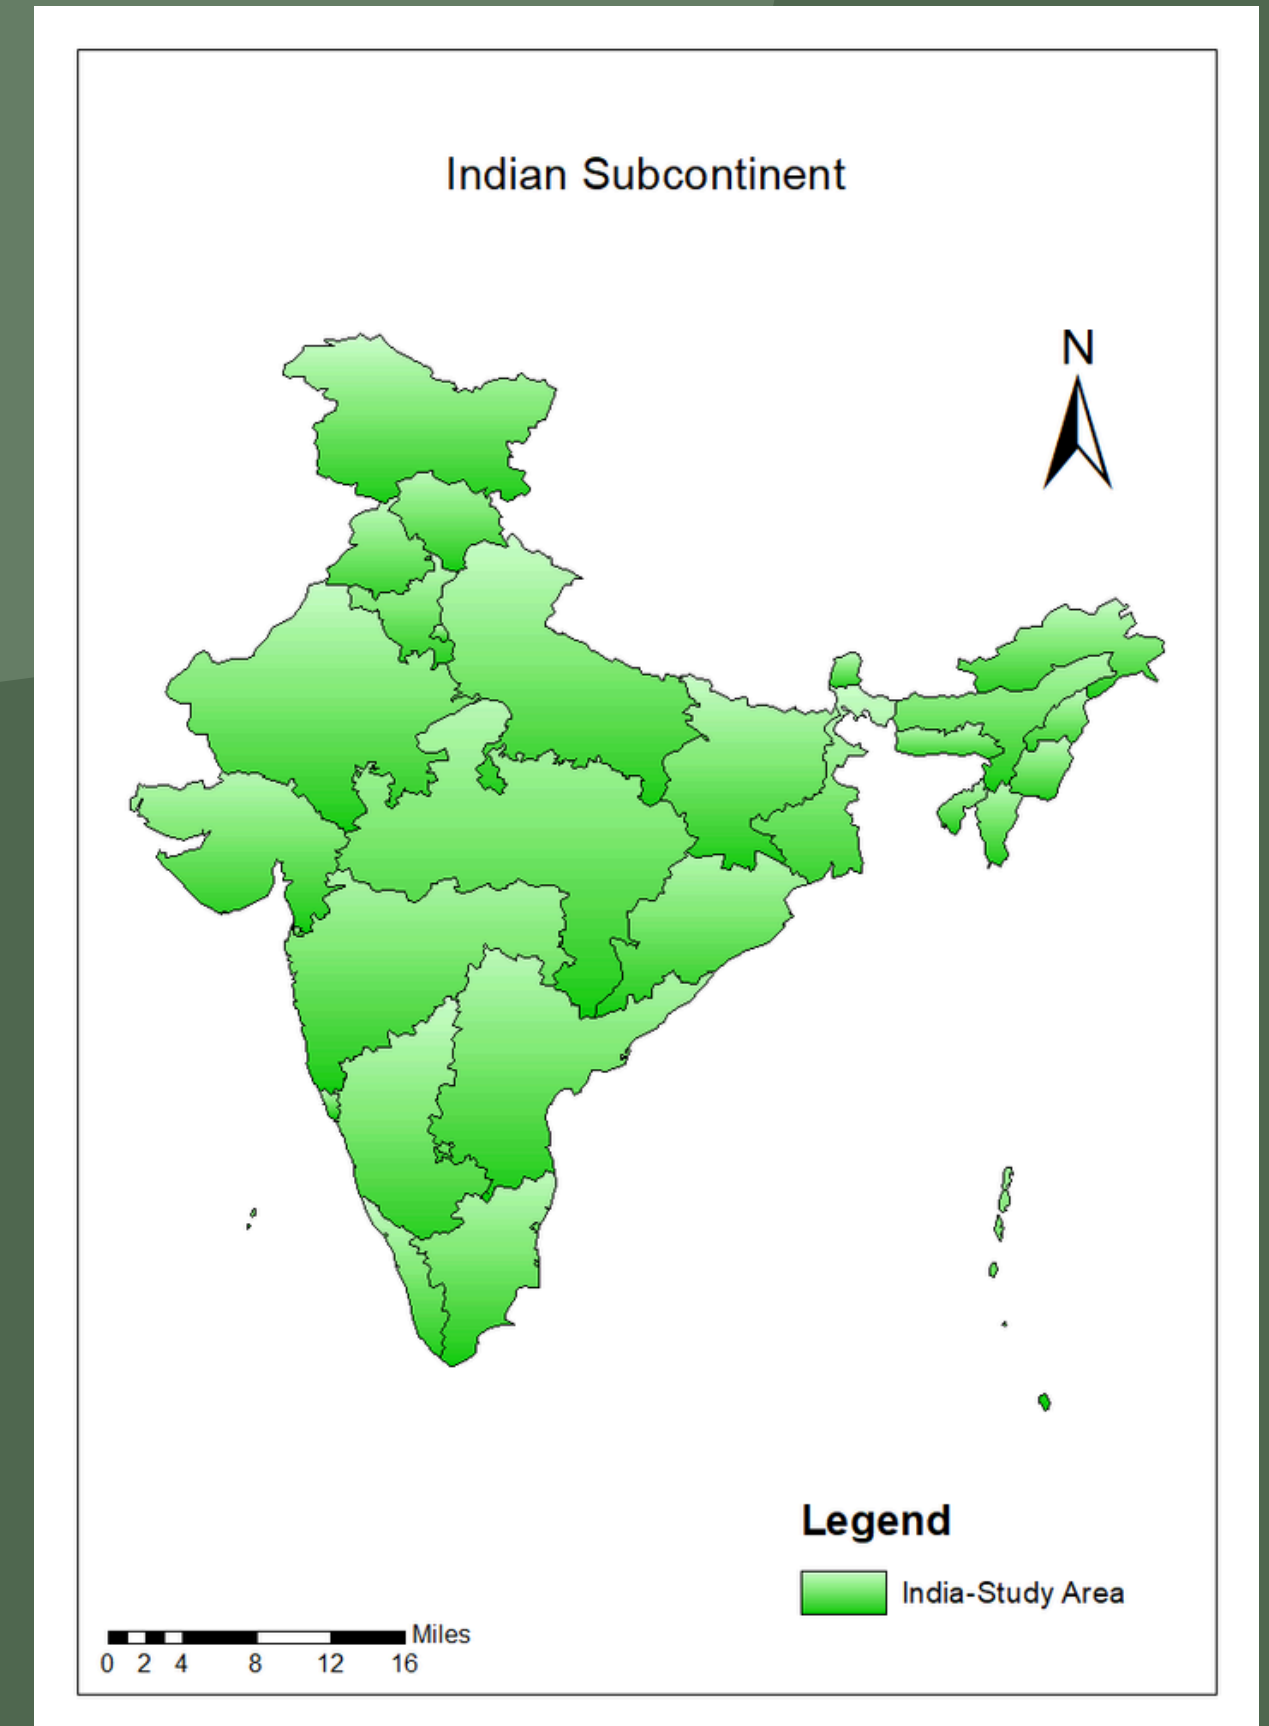 Indian Subcontinent
N
Legend
India-Study Area
Miles
0 2 4 8 12 16